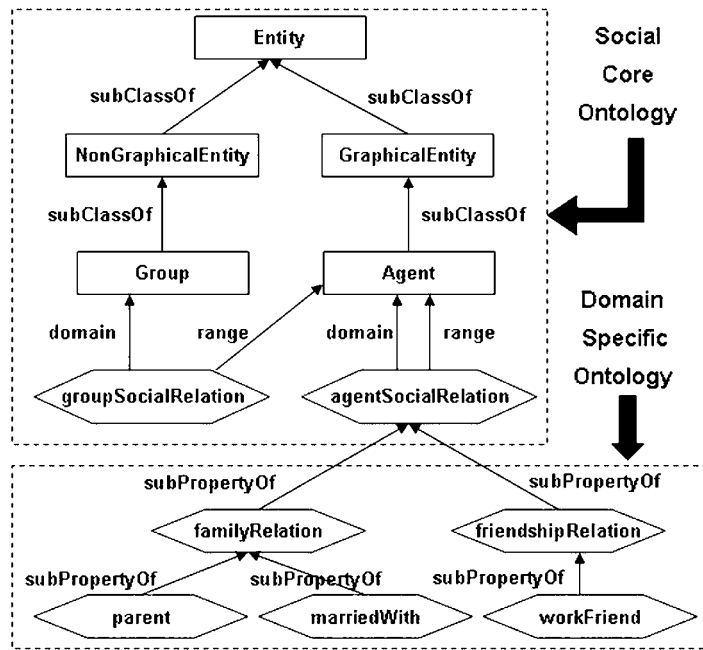 Entity
Social
Core
Ontology
subClassOf
subClassOf
NonGraphicalEntity
GraphicalEntity
subClassOf
subClassOf
Group
Agent
domain
range
domain
range
Domain
Specific
Ontology
groupSocialRelation
agentSocialRelation
subPropertyOf
subPropertyOf
familyRelation
friendshipRelation
subPropertyOf
subPropertyOf
subPropertyOf
parent
marriedWith
workFriend